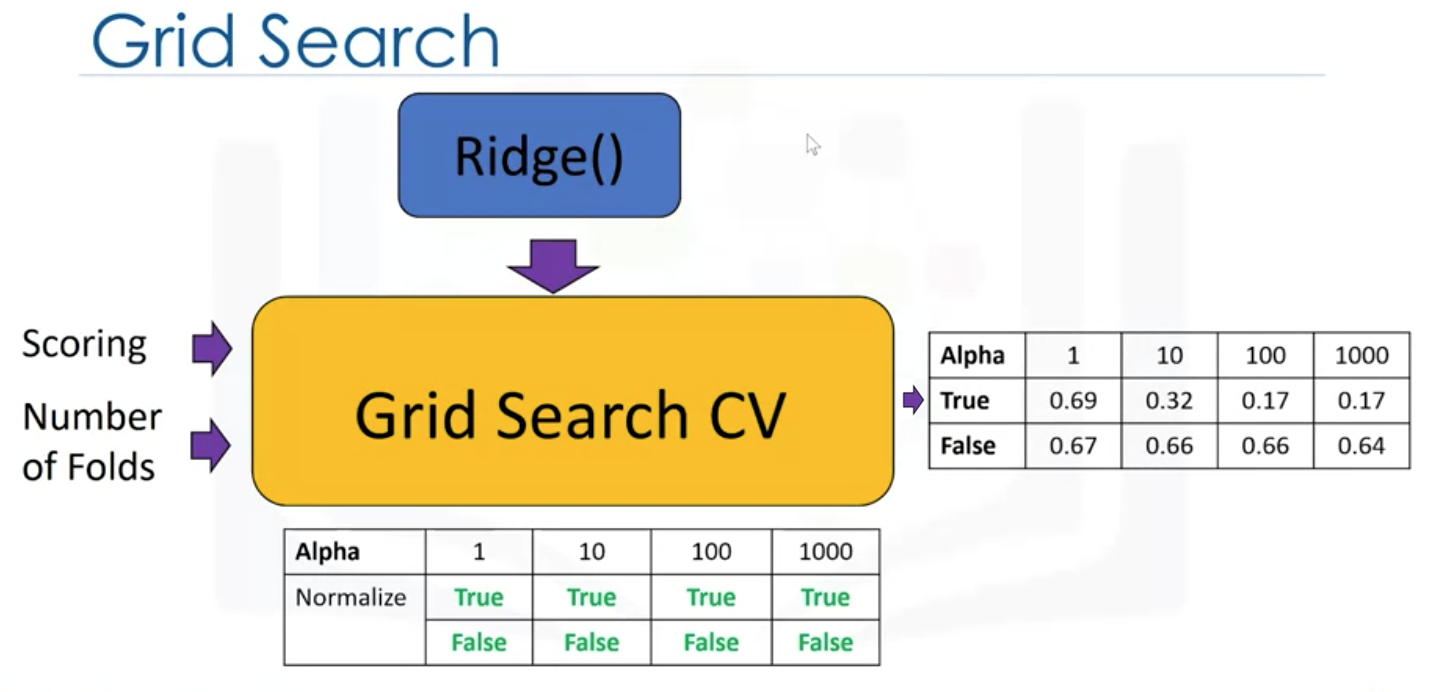 Grid Search
Ridge()
Scoring
Number
of Folds
Grid Search CV
Alpha 1 10 100 1000
True 0.69 0.32 0.17 0.17
False 0.67 0.66 0.66 0.64
Alpha 1 10 100 1000
Normalize True True True True
False False False False